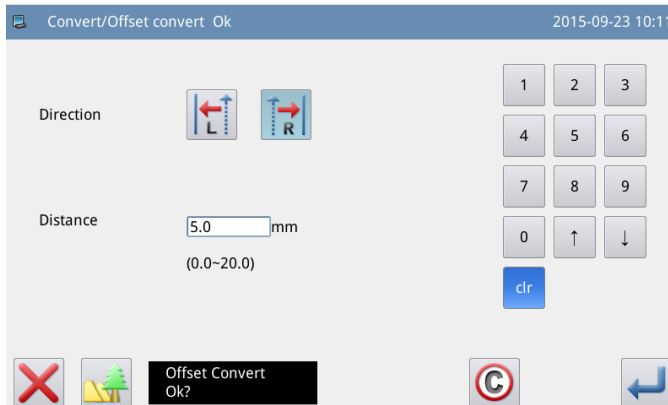 Convert/Offset convert Ok 2015-09-23 10:11
Direction L R
1 2 3
4 5 6
7 8 9
Distance 5.0 mm
0 ↑ ↓
(0.0~20.0)
clr
Offset Convert
Ok?
C